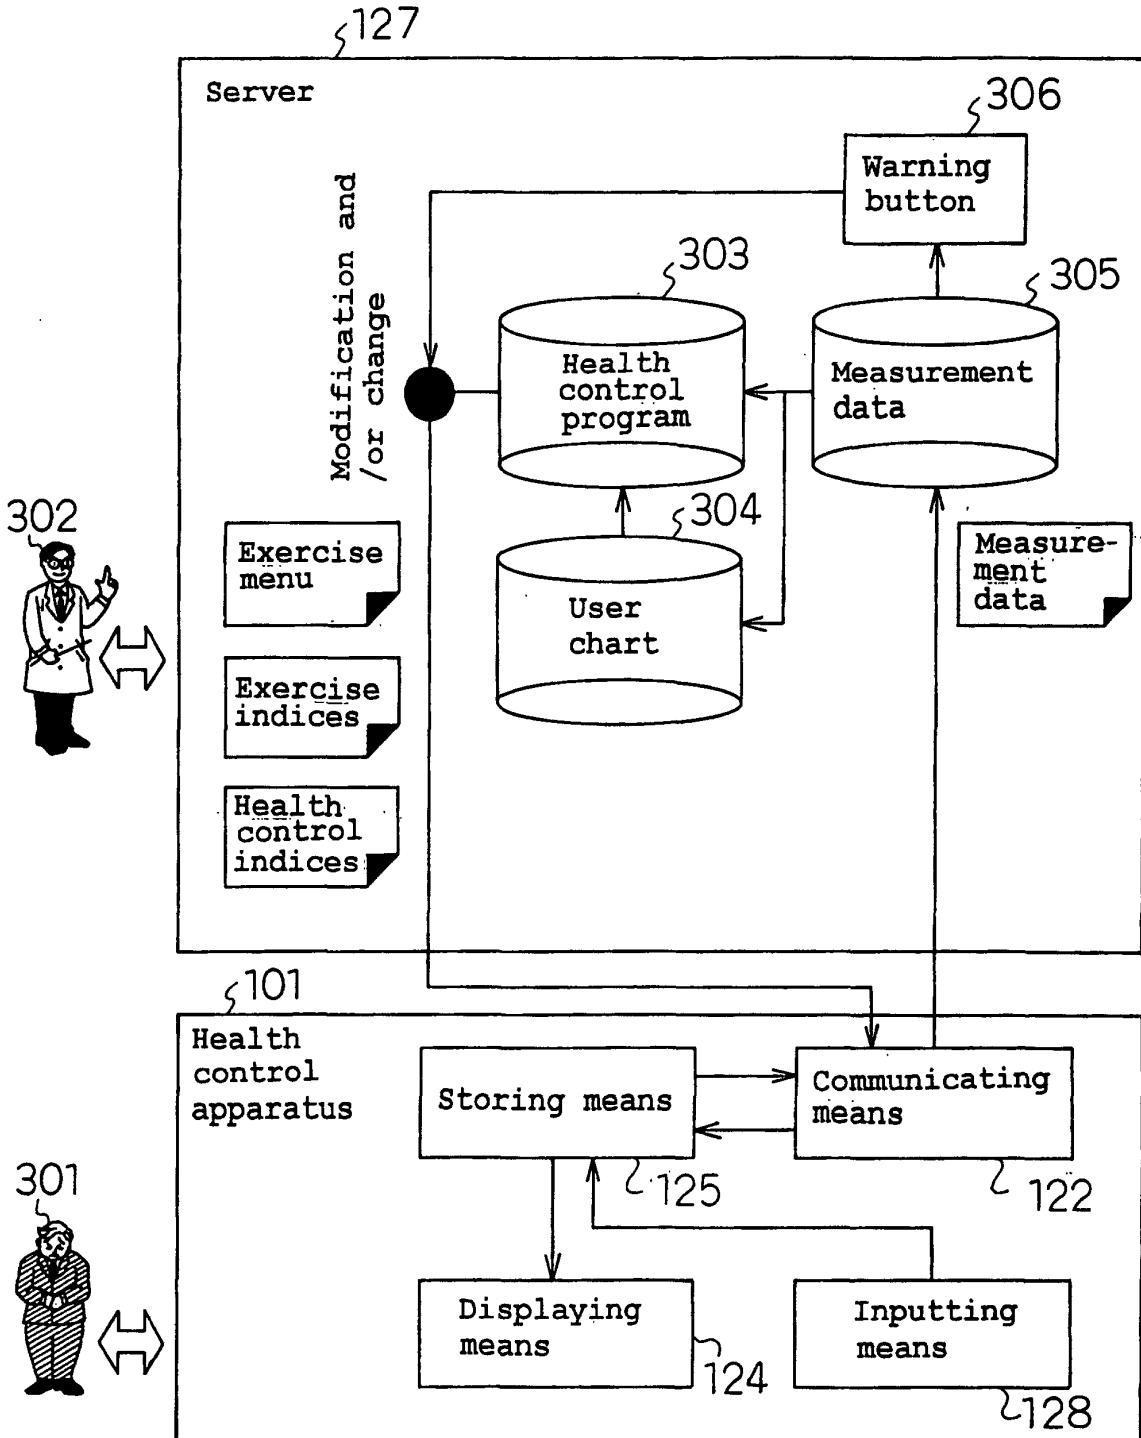 127
Server
306
Warning
button
Modification and
/or change
303
305
Health
control
program
Measurement
data
302
304
Exercise
menu
User
chart
Measure-
ment
data
Exercise
indices
Health
control
indices
101
Health
control
apparatus
Storing means
Communicating
means
125
122
301
Displaying
means
Inputting
means
124
128